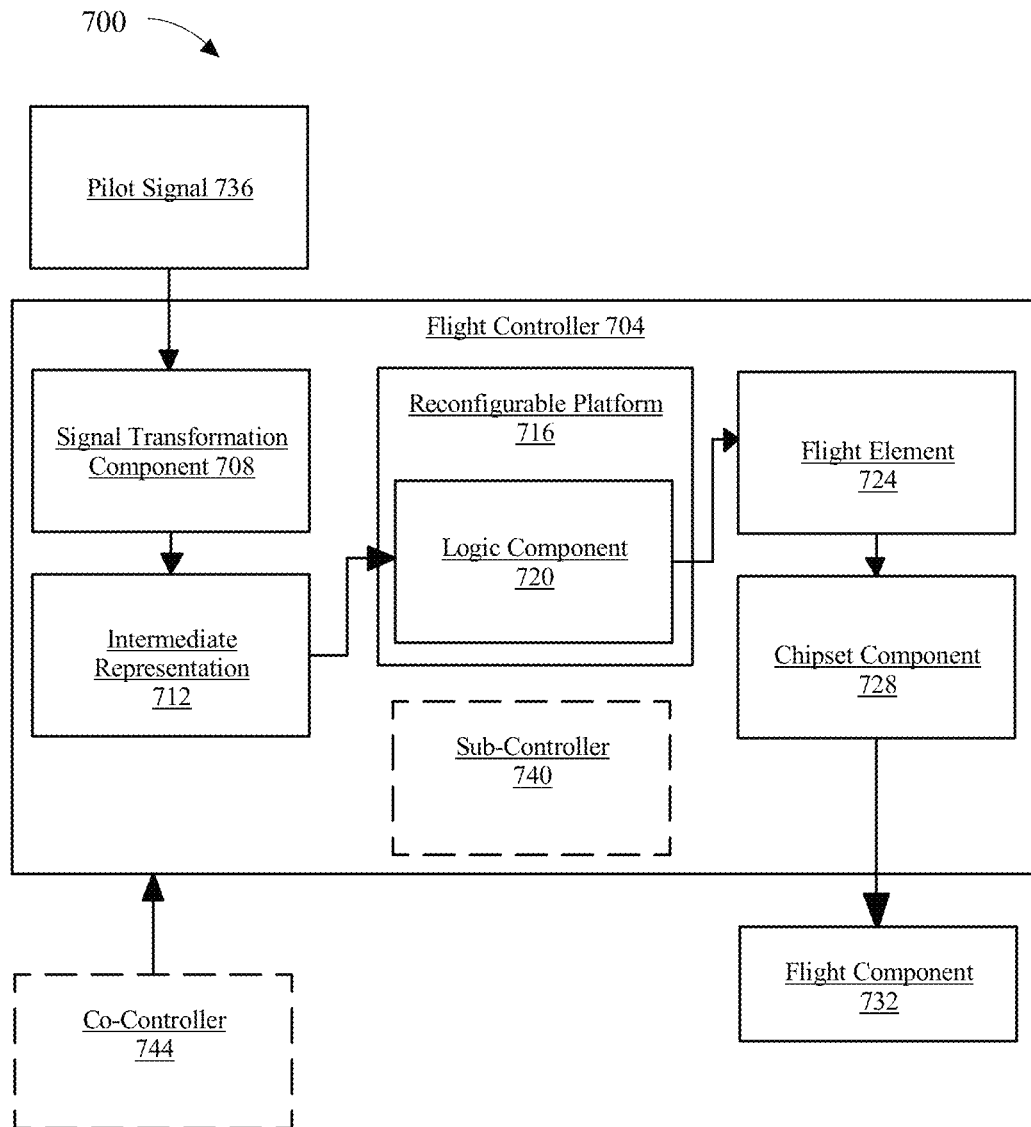 700
Pilot Signal 736
Flight Controller 704
Signal Transformation
Component 708
Intermediate
Representation
712
Reconfigurable Platform
716
Logic Component
720
Sub-Controller
740
Flight Element
724
Chipset Component
728
Co-Controller
744
Flight Component
732